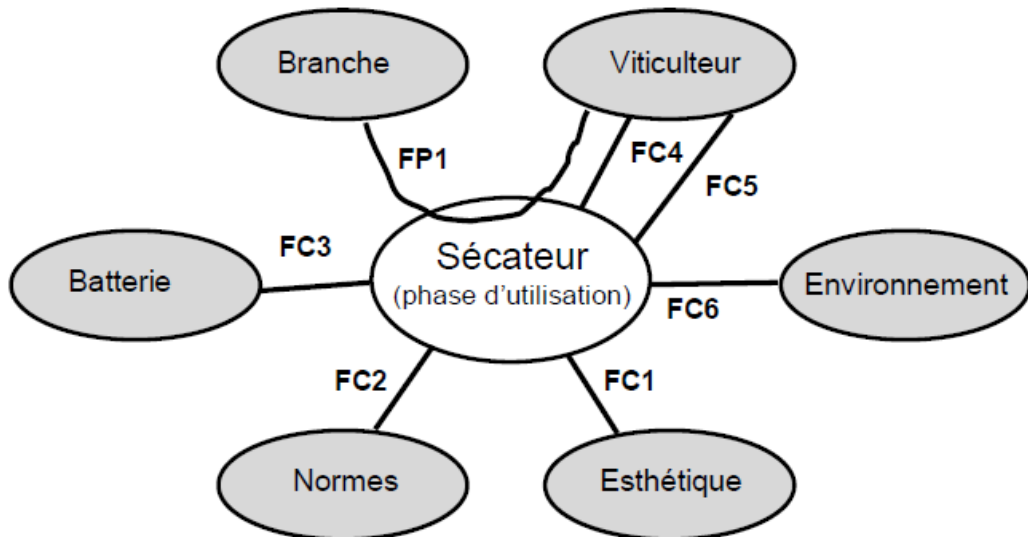 Branche
Viticulteur
FP1
FC4
FC5
FC3
Batterie
Sécateur
(phase d'utilisation)
Environnement
FC6
FC2
FC1
Normes
Esthétique